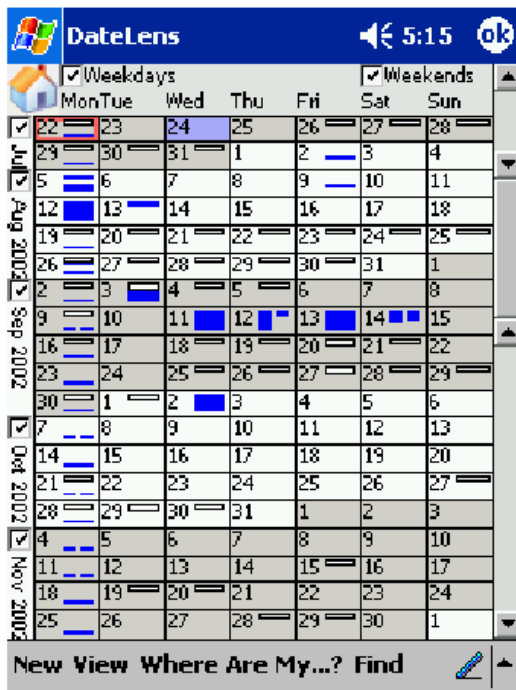 DateLens 5:15 ok
Weekdays Weekends
Mon Tue Wed Thu Fri Sat Sun
22 23 24 25 26 27 28
Jul 29 30 31 1 2 3 4
5 6 7 8 9 10 11
Aug 2002 12 13 14 15 16 17 18
19 20 21 22 23 24 25
26 27 28 29 30 31 1
2 3 4 5 6 7 8
Sep 2002 9 10 11 12 13 14 15
16 17 18 19 20 21 22
23 24 25 26 27 28 29
30 1 2 3 4 5 6
7 8 9 10 11 12 13
Oct 2002 14 15 16 17 18 19 20
21 22 23 24 25 26 27
28 29 30 31 1 2 3
4 5 6 7 8 9 10
Nov 2002 11 12 13 14 15 16 17
18 19 20 21 22 23 24
25 26 27 28 29 30 1
New View Where Are My...? Find